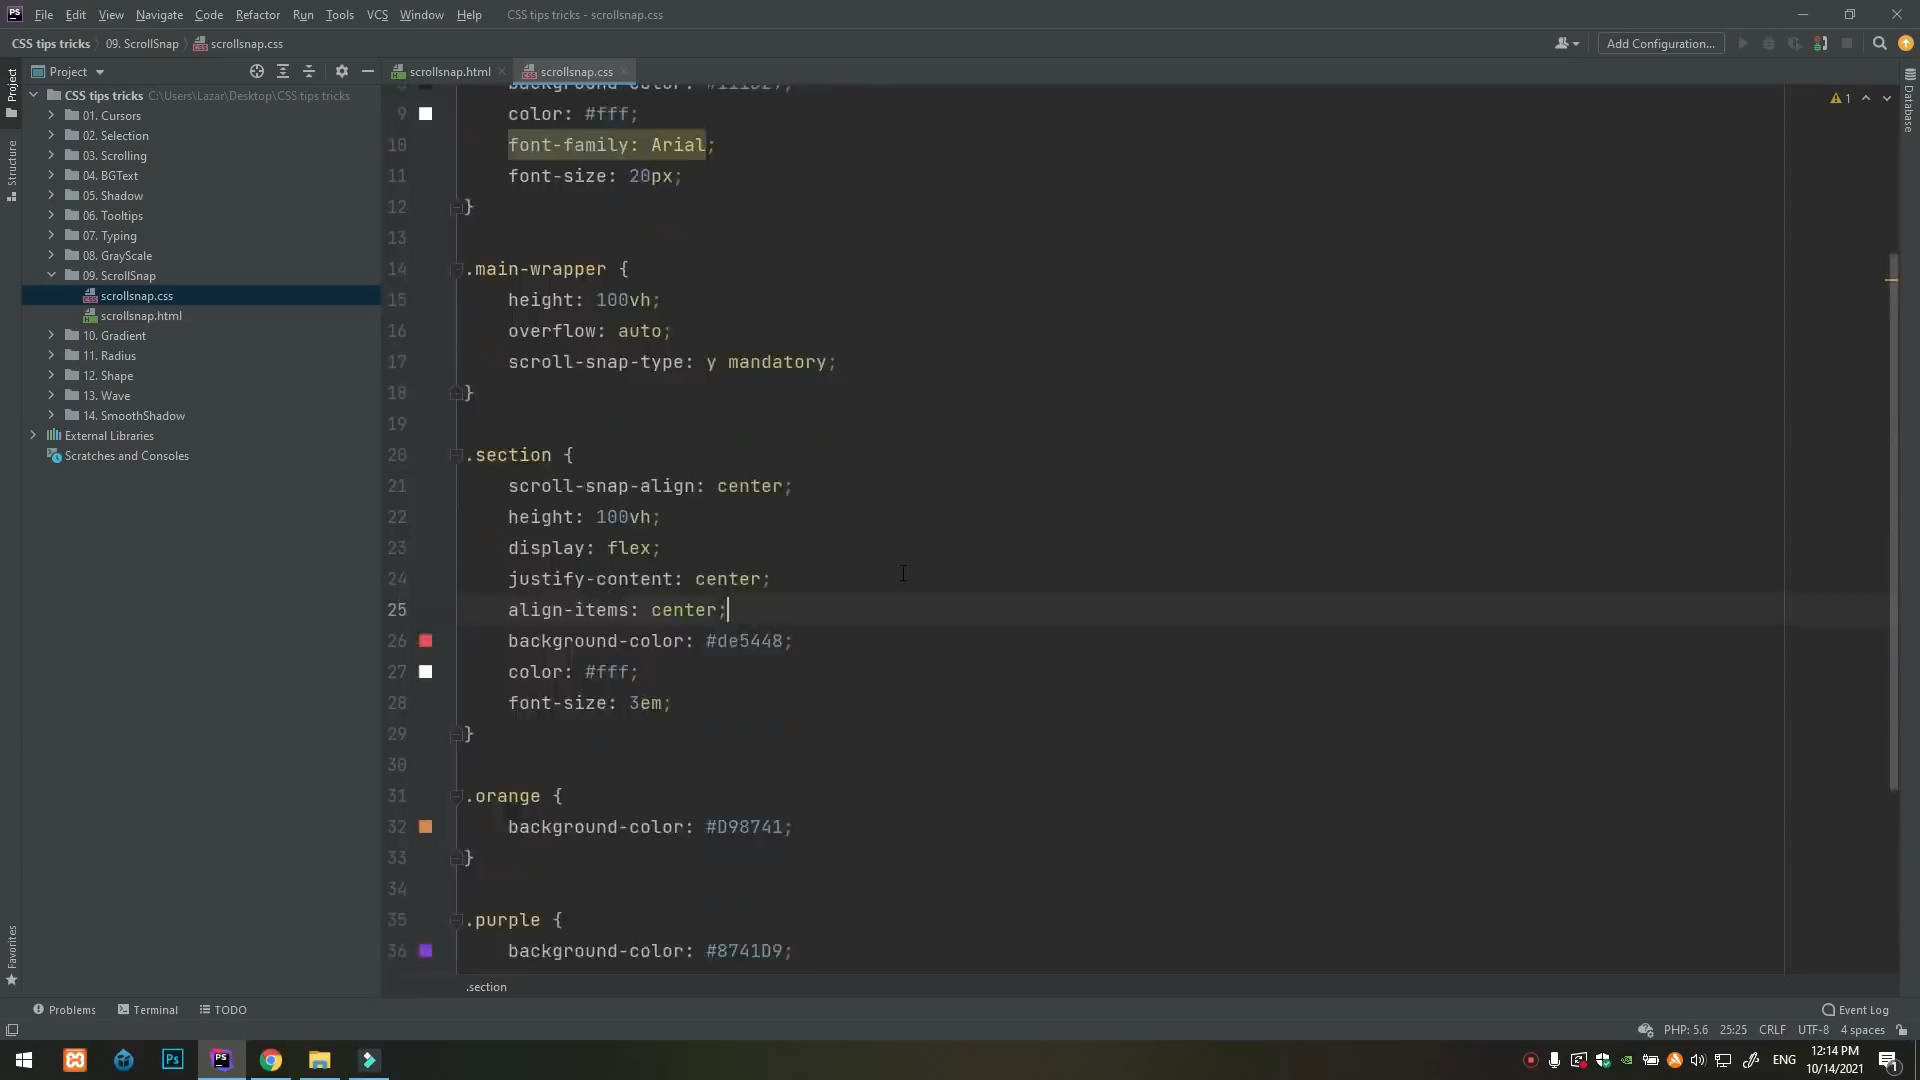 PS File Edit View Navigate Code Refactor Run Tools VCS Window Help CSS tips tricks - scrollsnap.css
CSS tips tricks 09. ScrollSnap scrollsnap.css Add Configuration...
Project
Project
scrollsnap.html scrollsnap.css
CSS tips tricks C:\Users\Lazar\Desktop\CSS tips tricks
01. Cursors
02. Selection
03. Scrolling
04. BGText
05. Shadow
06. Tooltips
07. Typing
08. GrayScale
09. ScrollSnap
scrollsnap.css
scrollsnap.html
10. Gradient
11. Radius
12. Shape
13. Wave
14. SmoothShadow
External Libraries
Scratches and Consoles
Structure
Favorites
1
Database
9 color: #fff;
10 font-family: Arial;
11 font-size: 20px;
12 }
13
14 .main-wrapper {
15 height: 100vh;
16 overflow: auto;
17 scroll-snap-type: y mandatory;
18 }
19
20 .section {
21 scroll-snap-align: center;
22 height: 100vh;
23 display: flex;
24 justify-content: center;
25 align-items: center;
26 background-color: #de5448;
27 color: #fff;
28 font-size: 3em;
29 }
30
31 .orange {
32 background-color: #D98741;
33 }
34
35 .purple {
36 background-color: #8741D9;
.section
Problems Terminal TODO Event Log
PHP: 5.6 25:25 CRLF UTF-8 4 spaces
Ps PS ENG 12:14 PM
10/14/2021 1